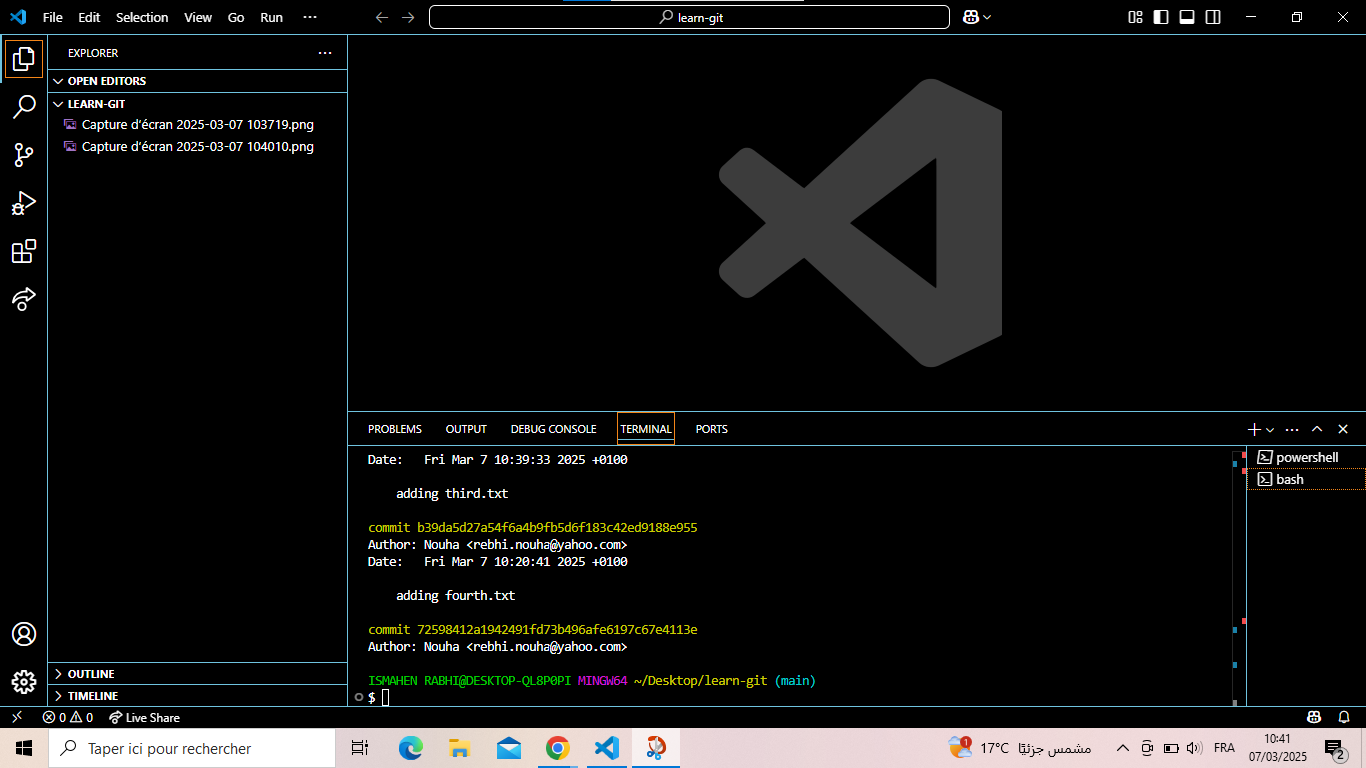 File Edit Selection View Go Run ···
learn-git
EXPLORER
OPEN EDITORS
LEARN-GIT
Capture d'écran 2025-03-07 103719.png
Capture d'écran 2025-03-07 104010.png
OUTLINE
TIMELINE
PROBLEMS OUTPUT DEBUG CONSOLE TERMINAL PORTS
powershell
bash
Date:   Fri Mar 7 10:39:33 2025 +0100
adding third.txt
commit b39da5d27a54f6a4b9fb5d6f183c42ed9188e955
Author: Nouha <rebhi.nouha@yahoo.com>
Date:   Fri Mar 7 10:20:41 2025 +0100
adding fourth.txt
commit 72598412a1942491fd73b496afe6197c67e4113e
Author: Nouha <rebhi.nouha@yahoo.com>
ISMAHEN RABHI@DESKTOP-QL8P0PI MINGW64 ~/Desktop/learn-git (main)
$
0 0 Live Share
Taper ici pour rechercher
1
17°C مشمس جزئيًا
FRA
10:41
07/03/2025
2